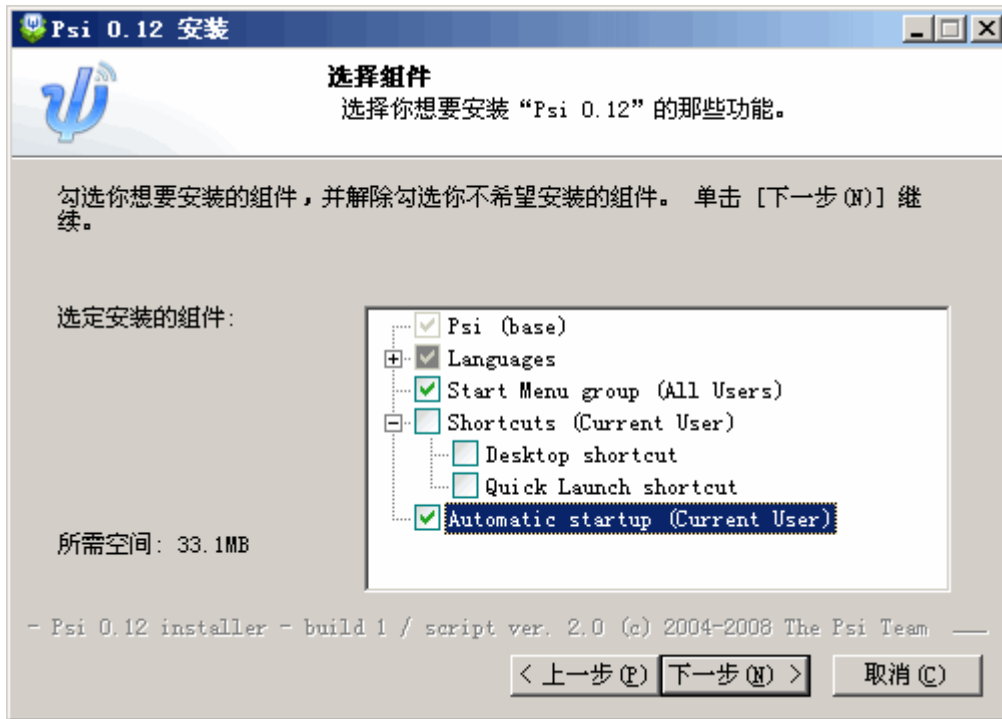 Psi 0.12 安装
选择组件
选择你想要安装“Psi 0.12”的那些功能。
勾选你想要安装的组件，并解除勾选你不希望安装的组件。 单击 [下一步(N)] 继
续。
选定安装的组件:
Psi (base)
Languages
Start Menu group (All Users)
Shortcuts (Current User)
Desktop shortcut
Quick Launch shortcut
Automatic startup (Current User)
所需空间: 33.1MB
- Psi 0.12 installer - build 1 / script ver. 2.0 (c) 2004-2008 The Psi Team
< 上一步(P) 下一步(N) > 取消(C)